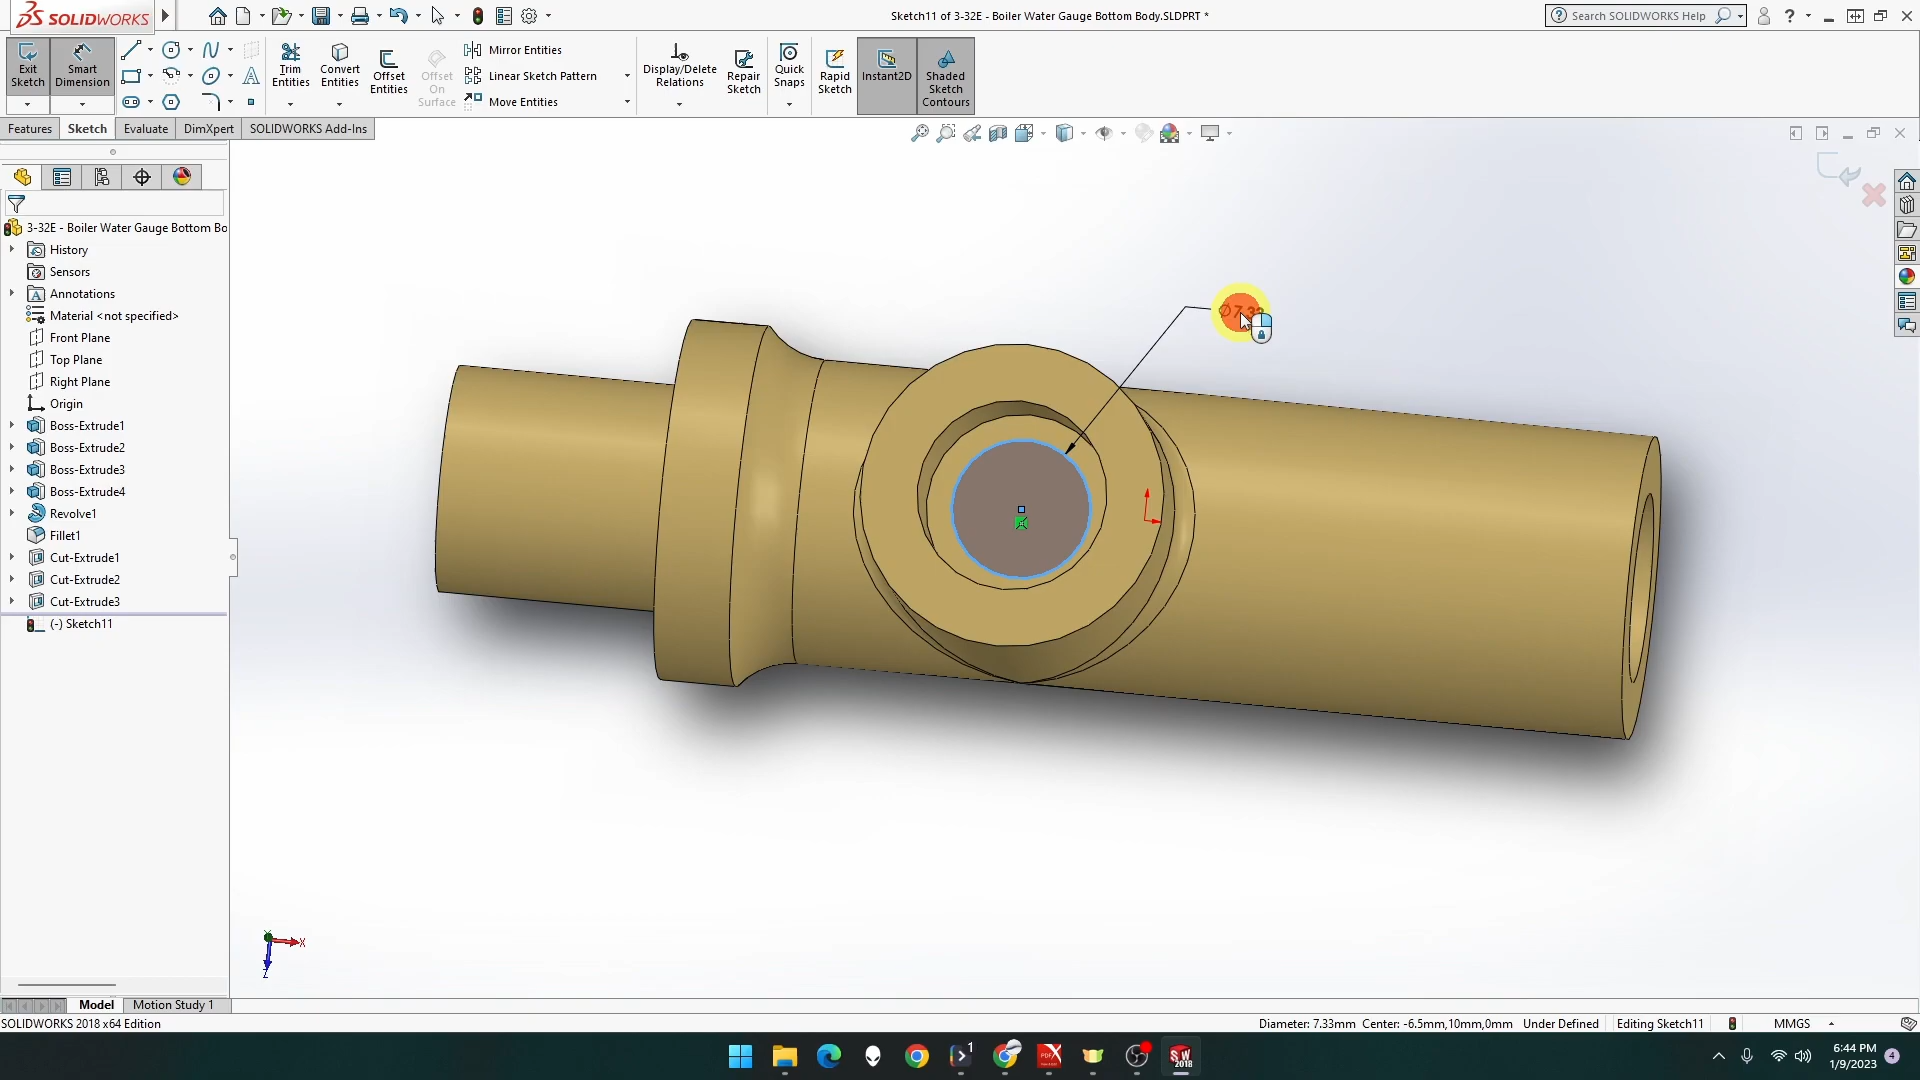 SOLIDWORKS
Sketch11 of 3-32E - Boiler Water Gauge Bottom Body.SLDPRT *
Search SOLIDWORKS Help
Exit Sketch
Smart Dimension
Trim Entities
Convert Entities
Offset Entities
Offset On Surface
Mirror Entities
Linear Sketch Pattern
Move Entities
Display/Delete Relations
Repair Sketch
Quick Snaps
Rapid Sketch
Instant2D
Shaded Sketch Contours
Features
Sketch
Evaluate
DimXpert
SOLIDWORKS Add-Ins
3-32E - Boiler Water Gauge Bottom Bo
History
Sensors
Annotations
Material <not specified>
Front Plane
Top Plane
Right Plane
Origin
Boss-Extrude1
Boss-Extrude2
Boss-Extrude3
Boss-Extrude4
Revolve1
Fillet1
Cut-Extrude1
Cut-Extrude2
Cut-Extrude3
(-) Sketch11
X
Z
Model
Motion Study 1
SOLIDWORKS 2018 x64 Edition
Diameter: 7.33mm Center: -6.5mm,10mm,0mm Under Defined
Editing Sketch11
MMGS
6:44 PM
1/9/2023
4